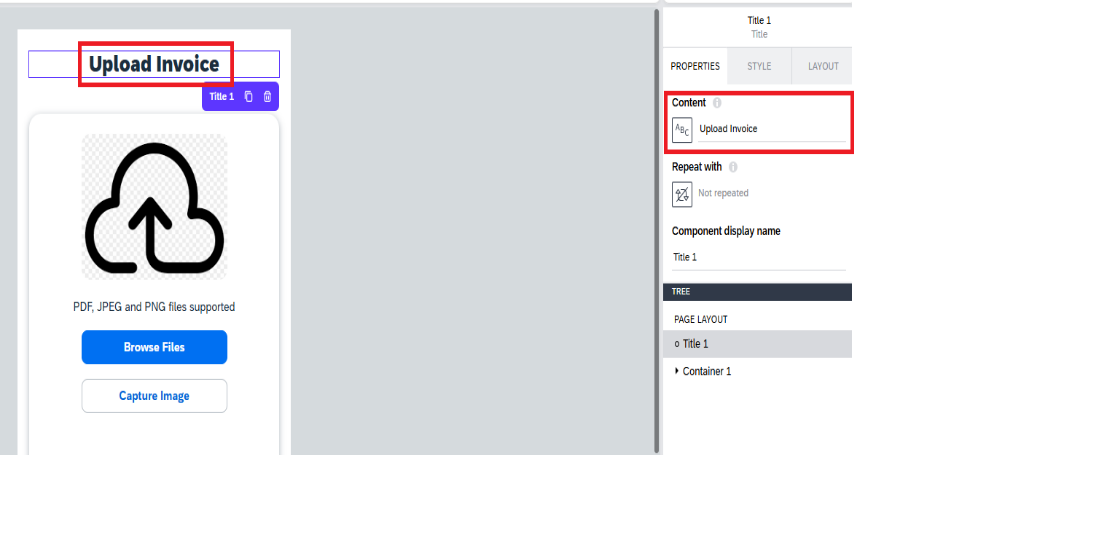 Upload Invoice
Title 1
PDF, JPEG and PNG files supported
Browse Files
Capture Image
Title 1
Title
PROPERTIES STYLE LAYOUT
Content
ABC Upload Invoice
Repeat with
Not repeated
Component display name
Title 1
TREE
PAGE LAYOUT
Title 1
Container 1